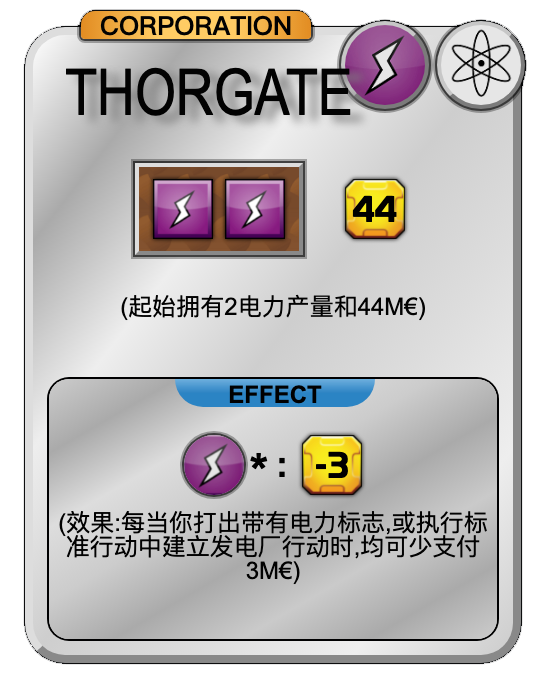 CORPORATION
THORGATE
44
(起始拥有2电力产量和44M€)
EFFECT
* : -3
(效果:每当你打出带有电力标志,或执行标
准行动中建立发电厂行动时,均可少支付
3M€)